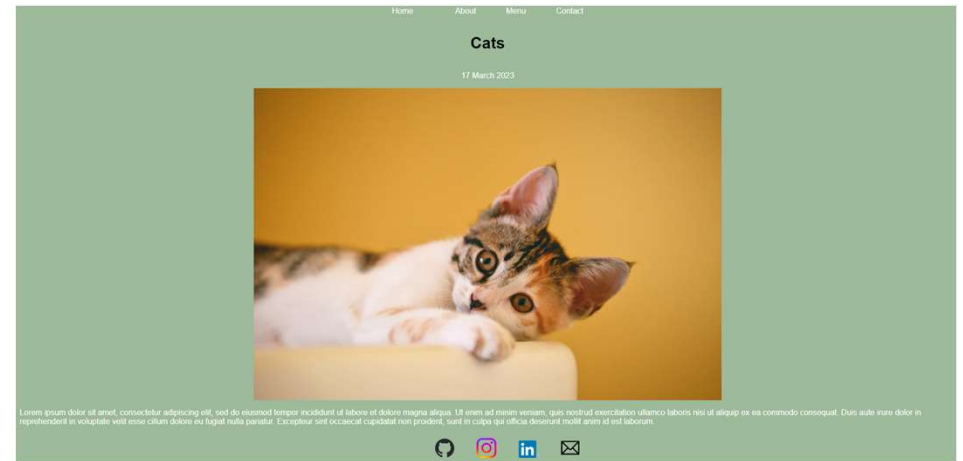 Home About Menu Contact
Cats
17 March 2023
Lorem ipsum dolor sit amet, consectetur adipiscing elit, sed do eiusmod tempor incididunt ut labore et dolore magna aliqua. Ut enim ad minim veniam, quis nostrud exercitation ullamco laboris nisi ut aliquip ex ea commodo consequat. Duis aute irure dolor in
reprehenderit in voluptate velit esse cillum dolore eu fugiat nulla pariatur. Excepteur sint occaecat cupidatat non proident, sunt in culpa qui officia deserunt mollit anim id est laborum.
in